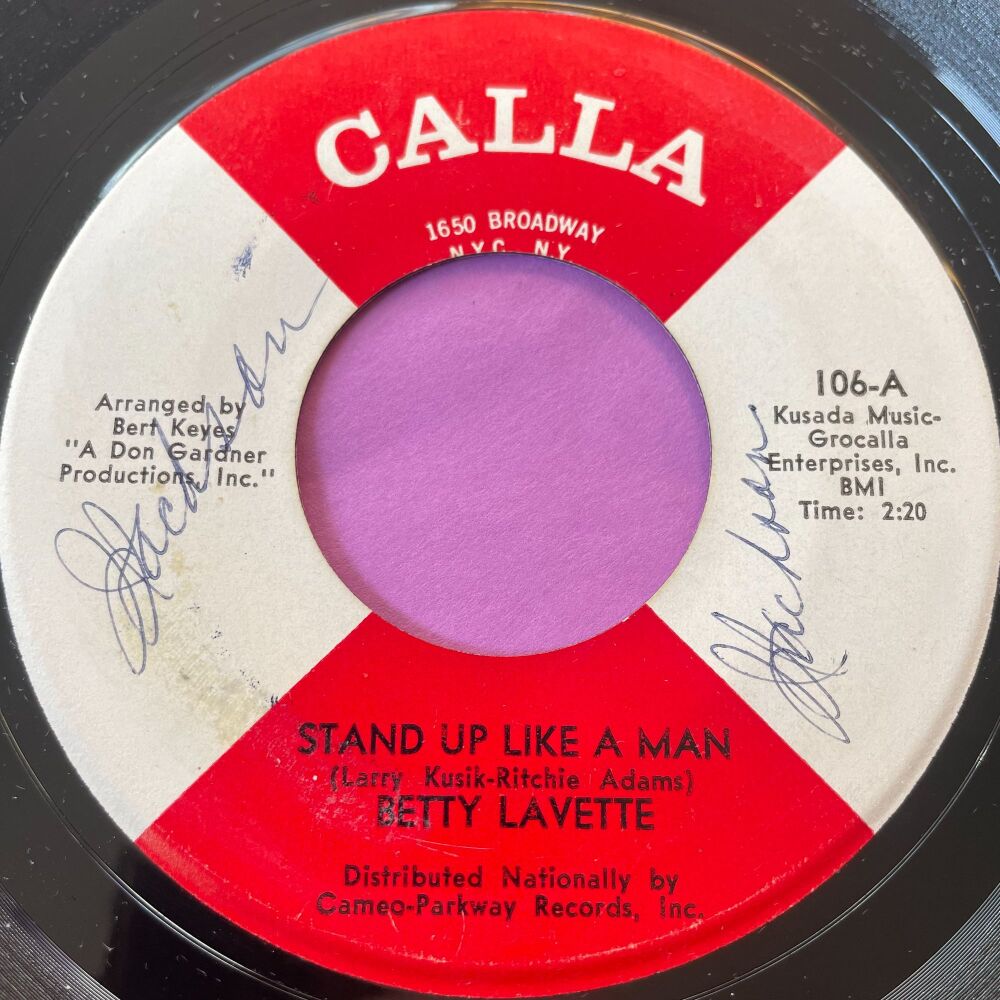 CALLA
1650 BROADWAY
N.Y.C. N.Y.
Arranged by
Bert Keyes
"A Don Gardner
Productions, Inc."
106-A
Kusada Music-
Grocalla
Enterprises, Inc.
BMI
Time: 2:20
STAND UP LIKE A MAN
(Larry Kusik-Ritchie Adams)
BETTY LAVETTE
Distributed Nationally by
Cameo-Parkway Records, Inc.